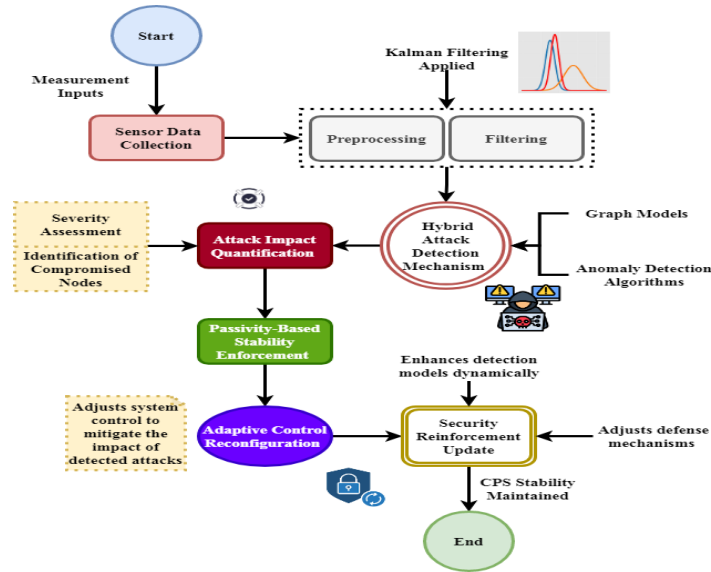 Start
Kalman Filtering
Applied
Measurement
Inputs
Sensor Data
Collection
Preprocessing
Filtering
Severity
Assessment
Identification of
Compromised
Nodes
Attack Impact
Quantification
Hybrid
Attack
Detection
Mechanism
Graph Models
Anomaly Detection
Algorithms
Passivity-Based
Stability
Enforcement
Enhances detection
models dynamically
Adjusts system
control to
mitigate the
impact of
detected attacks
Adaptive Control
Reconfiguration
Security
Reinforcement
Update
Adjusts defense
mechanisms
CPS Stability
Maintained
End